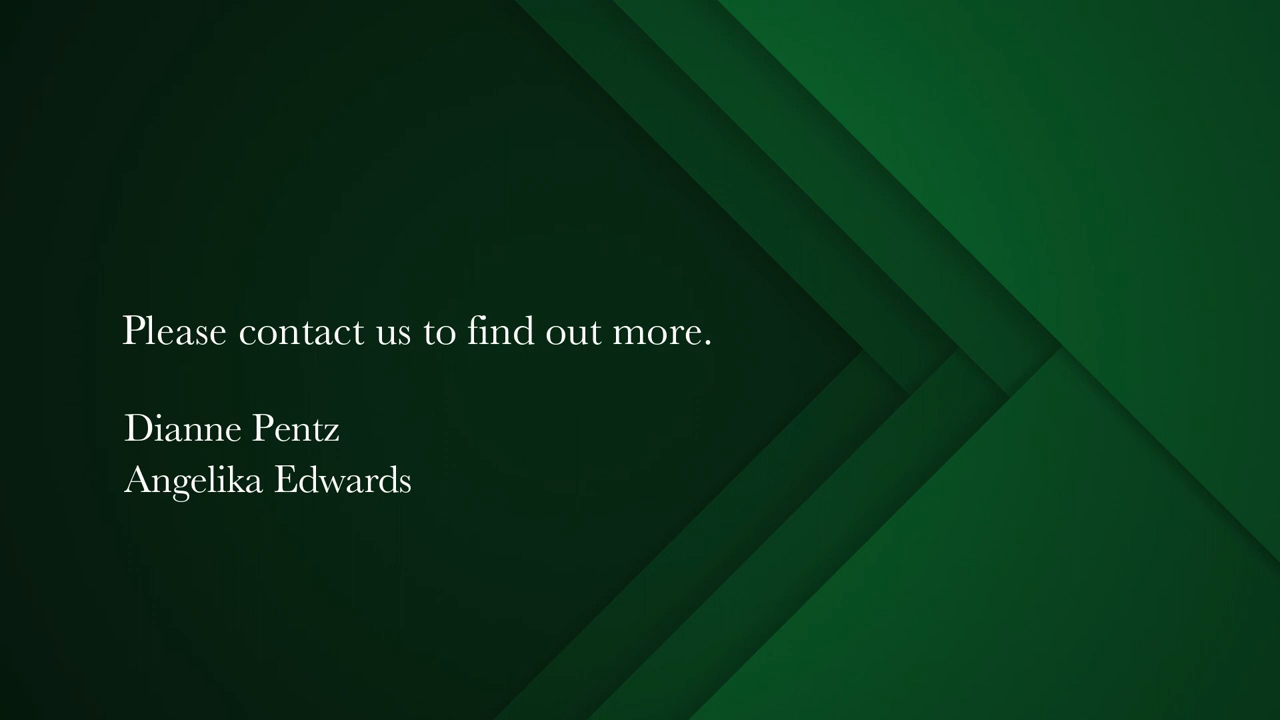 Please contact us to find out more.
Dianne Pentz
Angelika Edwards